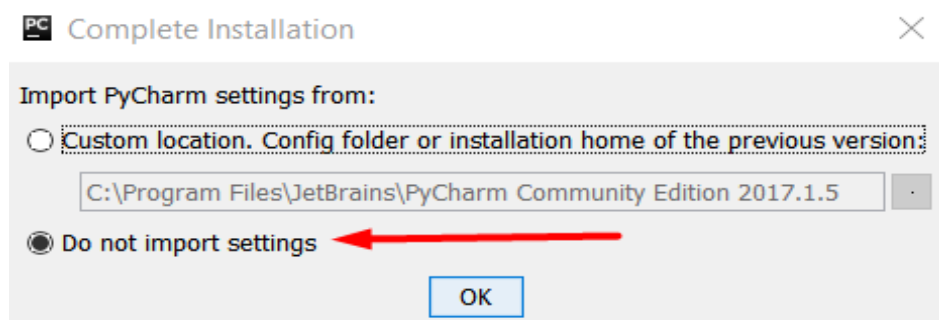 PC Complete Installation
Import PyCharm settings from:
Custom location. Config folder or installation home of the previous version:
C:\Program Files\JetBrains\PyCharm Community Edition 2017.1.5
Do not import settings
OK